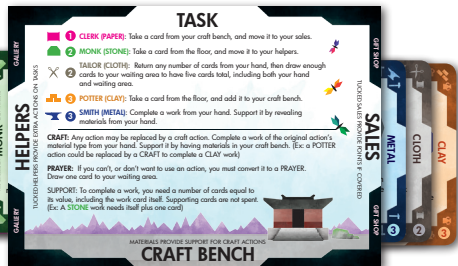 TASK
1 CLERK (PAPER): Take a card from your craft bench, and move it to your sales.
2 MONK (STONE): Take a card from the floor, and move it to your helpers.
2 TAILOR (CLOTH): Return any number of cards from your hand, then draw enough
cards to your waiting area to have five cards total, including both your hand
and waiting area.
3 POTTER (CLAY): Take a card from the floor, and add it to your craft bench.
3 SMITH (METAL): Complete a work from your hand. Support it by revealing
materials from your hand.
CRAFT: Any action may be replaced by a craft action. Complete a work of the original action's
material type from your hand. Support it by having materials in your craft bench. (Ex: a POTTER
action could be replaced by a CRAFT to complete a CLAY work)
PRAYER: If you can't, or don't want to use an action, you must convert it to a PRAYER.
Draw one card to your waiting area.
SUPPORT: To complete a work, you need a number of cards equal to
its value, including the work card itself. Supporting cards are not spent.
(Ex: A STONE work needs itself plus one card)
MATERIALS PROVIDE SUPPORT FOR CRAFT ACTIONS
CRAFT BENCH
GALLERY
HELPERS
TUCKED HELPERS PROVIDE EXTRA ACTIONS ON TASKS
GALLERY
GIFT SHOP
SALES
TUCKED SALES PROVIDE POINTS IF COVERED
GIFT SHOP
MONK
METAL
3
CLOTH
2
CLAY
3